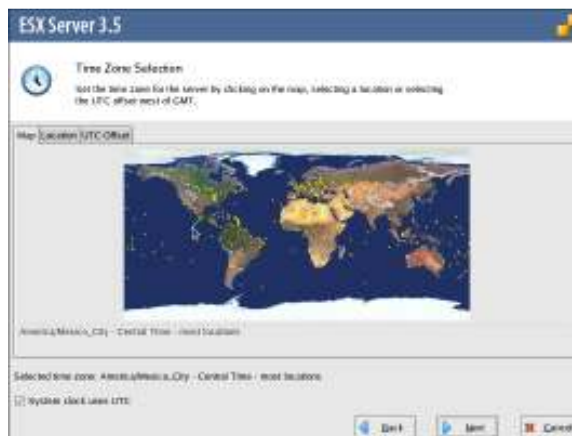 ESX Server 3.5
Time Zone Selection
Set the time zone for the server by clicking on the map, selecting a location or selecting
the UTC offset west of GMT.
Map Location UTC Offset
America/Mexico_City - Central Time - most locations
Selected time zone: America/Mexico_City - Central Time - most locations
System clock uses UTC
Back Next Cancel